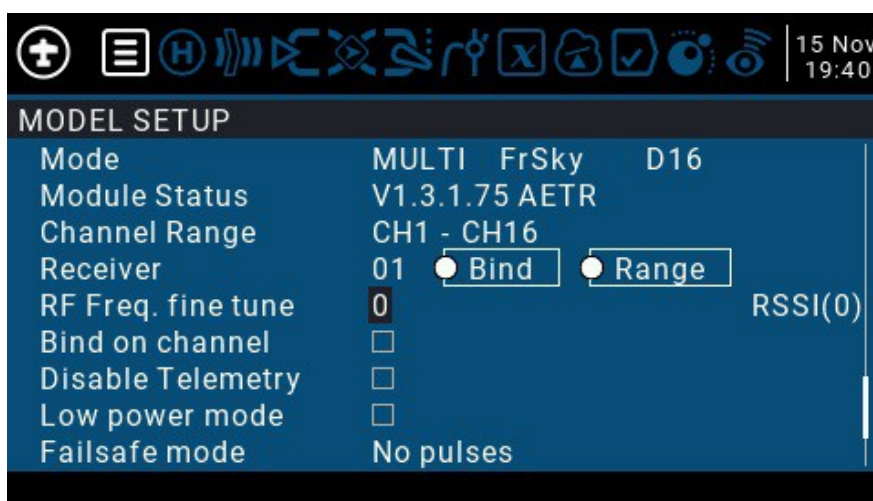 15 Nov
19:40
MODEL SETUP
Mode MULTI FrSky D16
Module Status V1.3.1.75 AETR
Channel Range CH1 - CH16
Receiver 01 Bind Range
RF Freq. fine tune 0 RSSI(0)
Bind on channel
Disable Telemetry
Low power mode
Failsafe mode No pulses